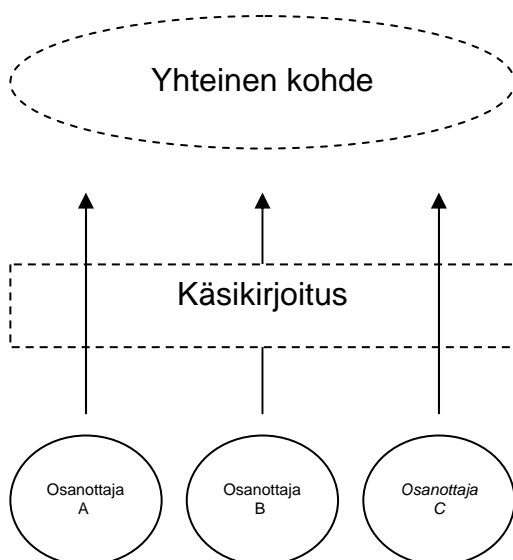 Yhteinen kohde
Käsikirjoitus
Osanottaja
A
Osanottaja
B
Osanottaja
C